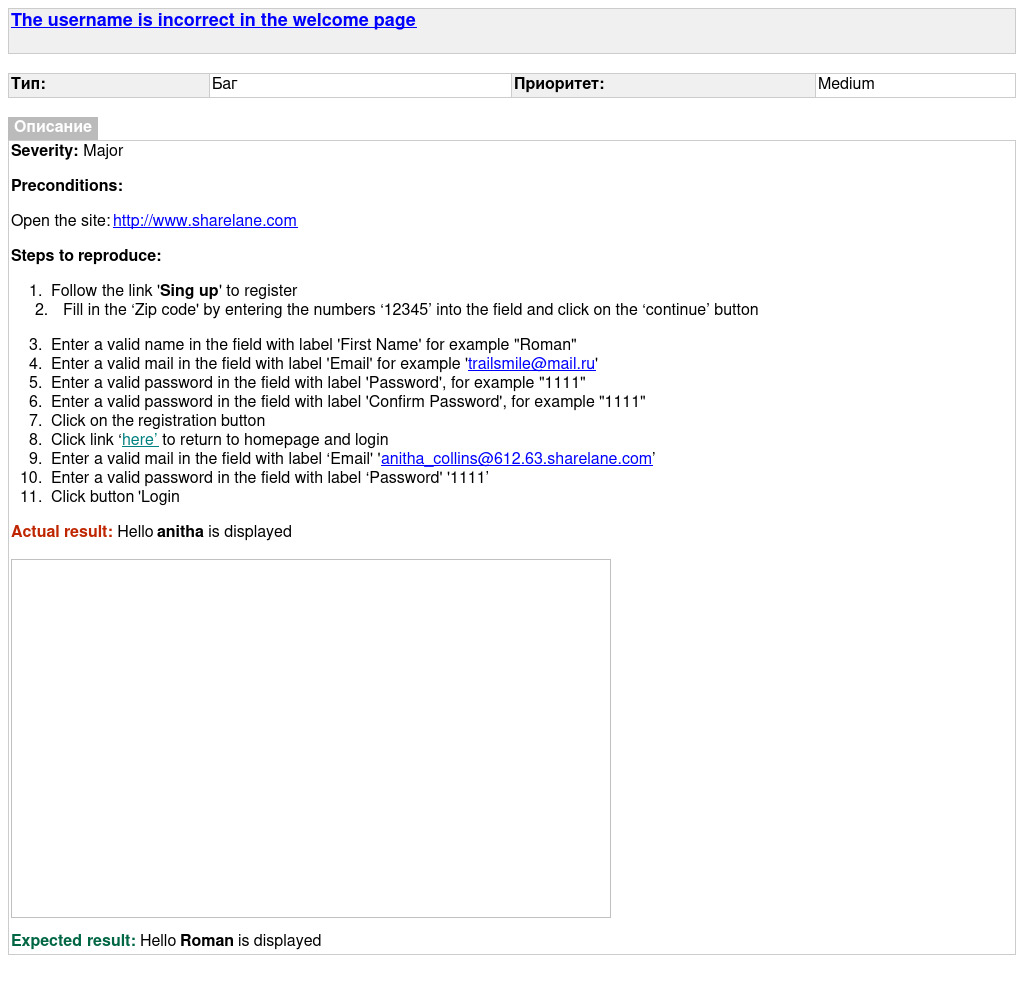 The username is incorrect in the welcome page
Тип: Баг Приоритет: Medium
Описание
Severity: Major
Preconditions:
Open the site: http://www.sharelane.com
Steps to reproduce:
1. Follow the link 'Sing up' to register
2. Fill in the ‘Zip code' by entering the numbers ‘12345’ into the field and click on the ‘continue’ button
3. Enter a valid name in the field with label 'First Name' for example "Roman"
4. Enter a valid mail in the field with label 'Email' for example 'trailsmile@mail.ru'
5. Enter a valid password in the field with label 'Password', for example "1111"
6. Enter a valid password in the field with label 'Confirm Password', for example "1111"
7. Click on the registration button
8. Click link ‘here’ to return to homepage and login
9. Enter a valid mail in the field with label ‘Email' 'anitha_collins@612.63.sharelane.com’
10. Enter a valid password in the field with label ‘Password' '1111’
11. Click button 'Login
Actual result: Hello anitha is displayed
Expected result: Hello Roman is displayed